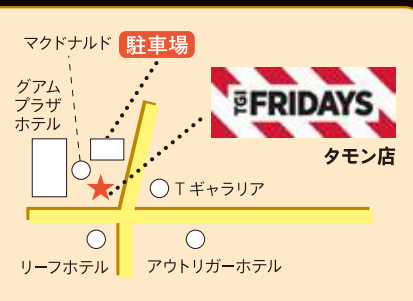 マクドナルド
駐車場
グアム
プラザ
ホテル
TGI FRIDAYS
タモン店
Tギャラリア
リーフホテル
アウトリガーホテル